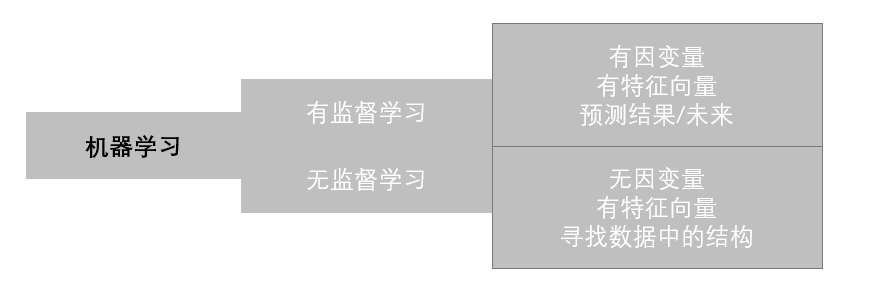 机器学习
有监督学习
无监督学习
有因变量
有特征向量
预测结果/未来
无因变量
有特征向量
寻找数据中的结构